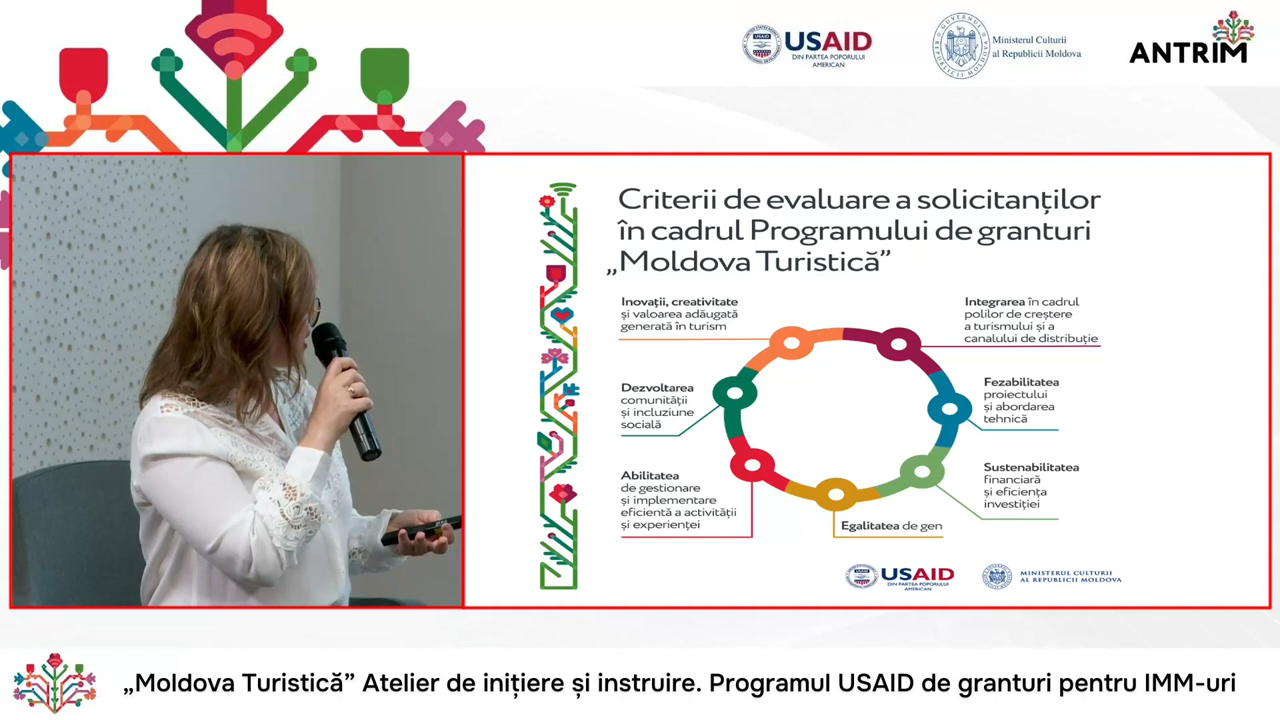 USAID
DIN PARTEA POPORULUI
AMERICAN
Ministerul Culturii
al Republicii Moldova
ANTRIM
Criterii de evaluare a solicitanților
în cadrul Programului de granturi
„Moldova Turistică”
Inovații, creativitate
și valoarea adăugată
generată în turism
Integrarea în cadrul
polilor de creștere
a turismului și a
canalului de distribuție
Dezvoltarea
comunității
și incluziune
socială
Fezabilitatea
proiectului
și abordarea
tehnică
Abilitatea
de gestionare
și implementare
eficientă a activității
și experienței
Sustenabilitatea
financiară
și eficiența
investiției
Egalitatea de gen
USAID
DIN PARTEA POPORULUI
AMERICAN
MINISTERUL CULTURII
AL REPUBLICII MOLDOVA
„Moldova Turistică” Atelier de inițiere și instruire. Programul USAID de granturi pentru IMM-uri